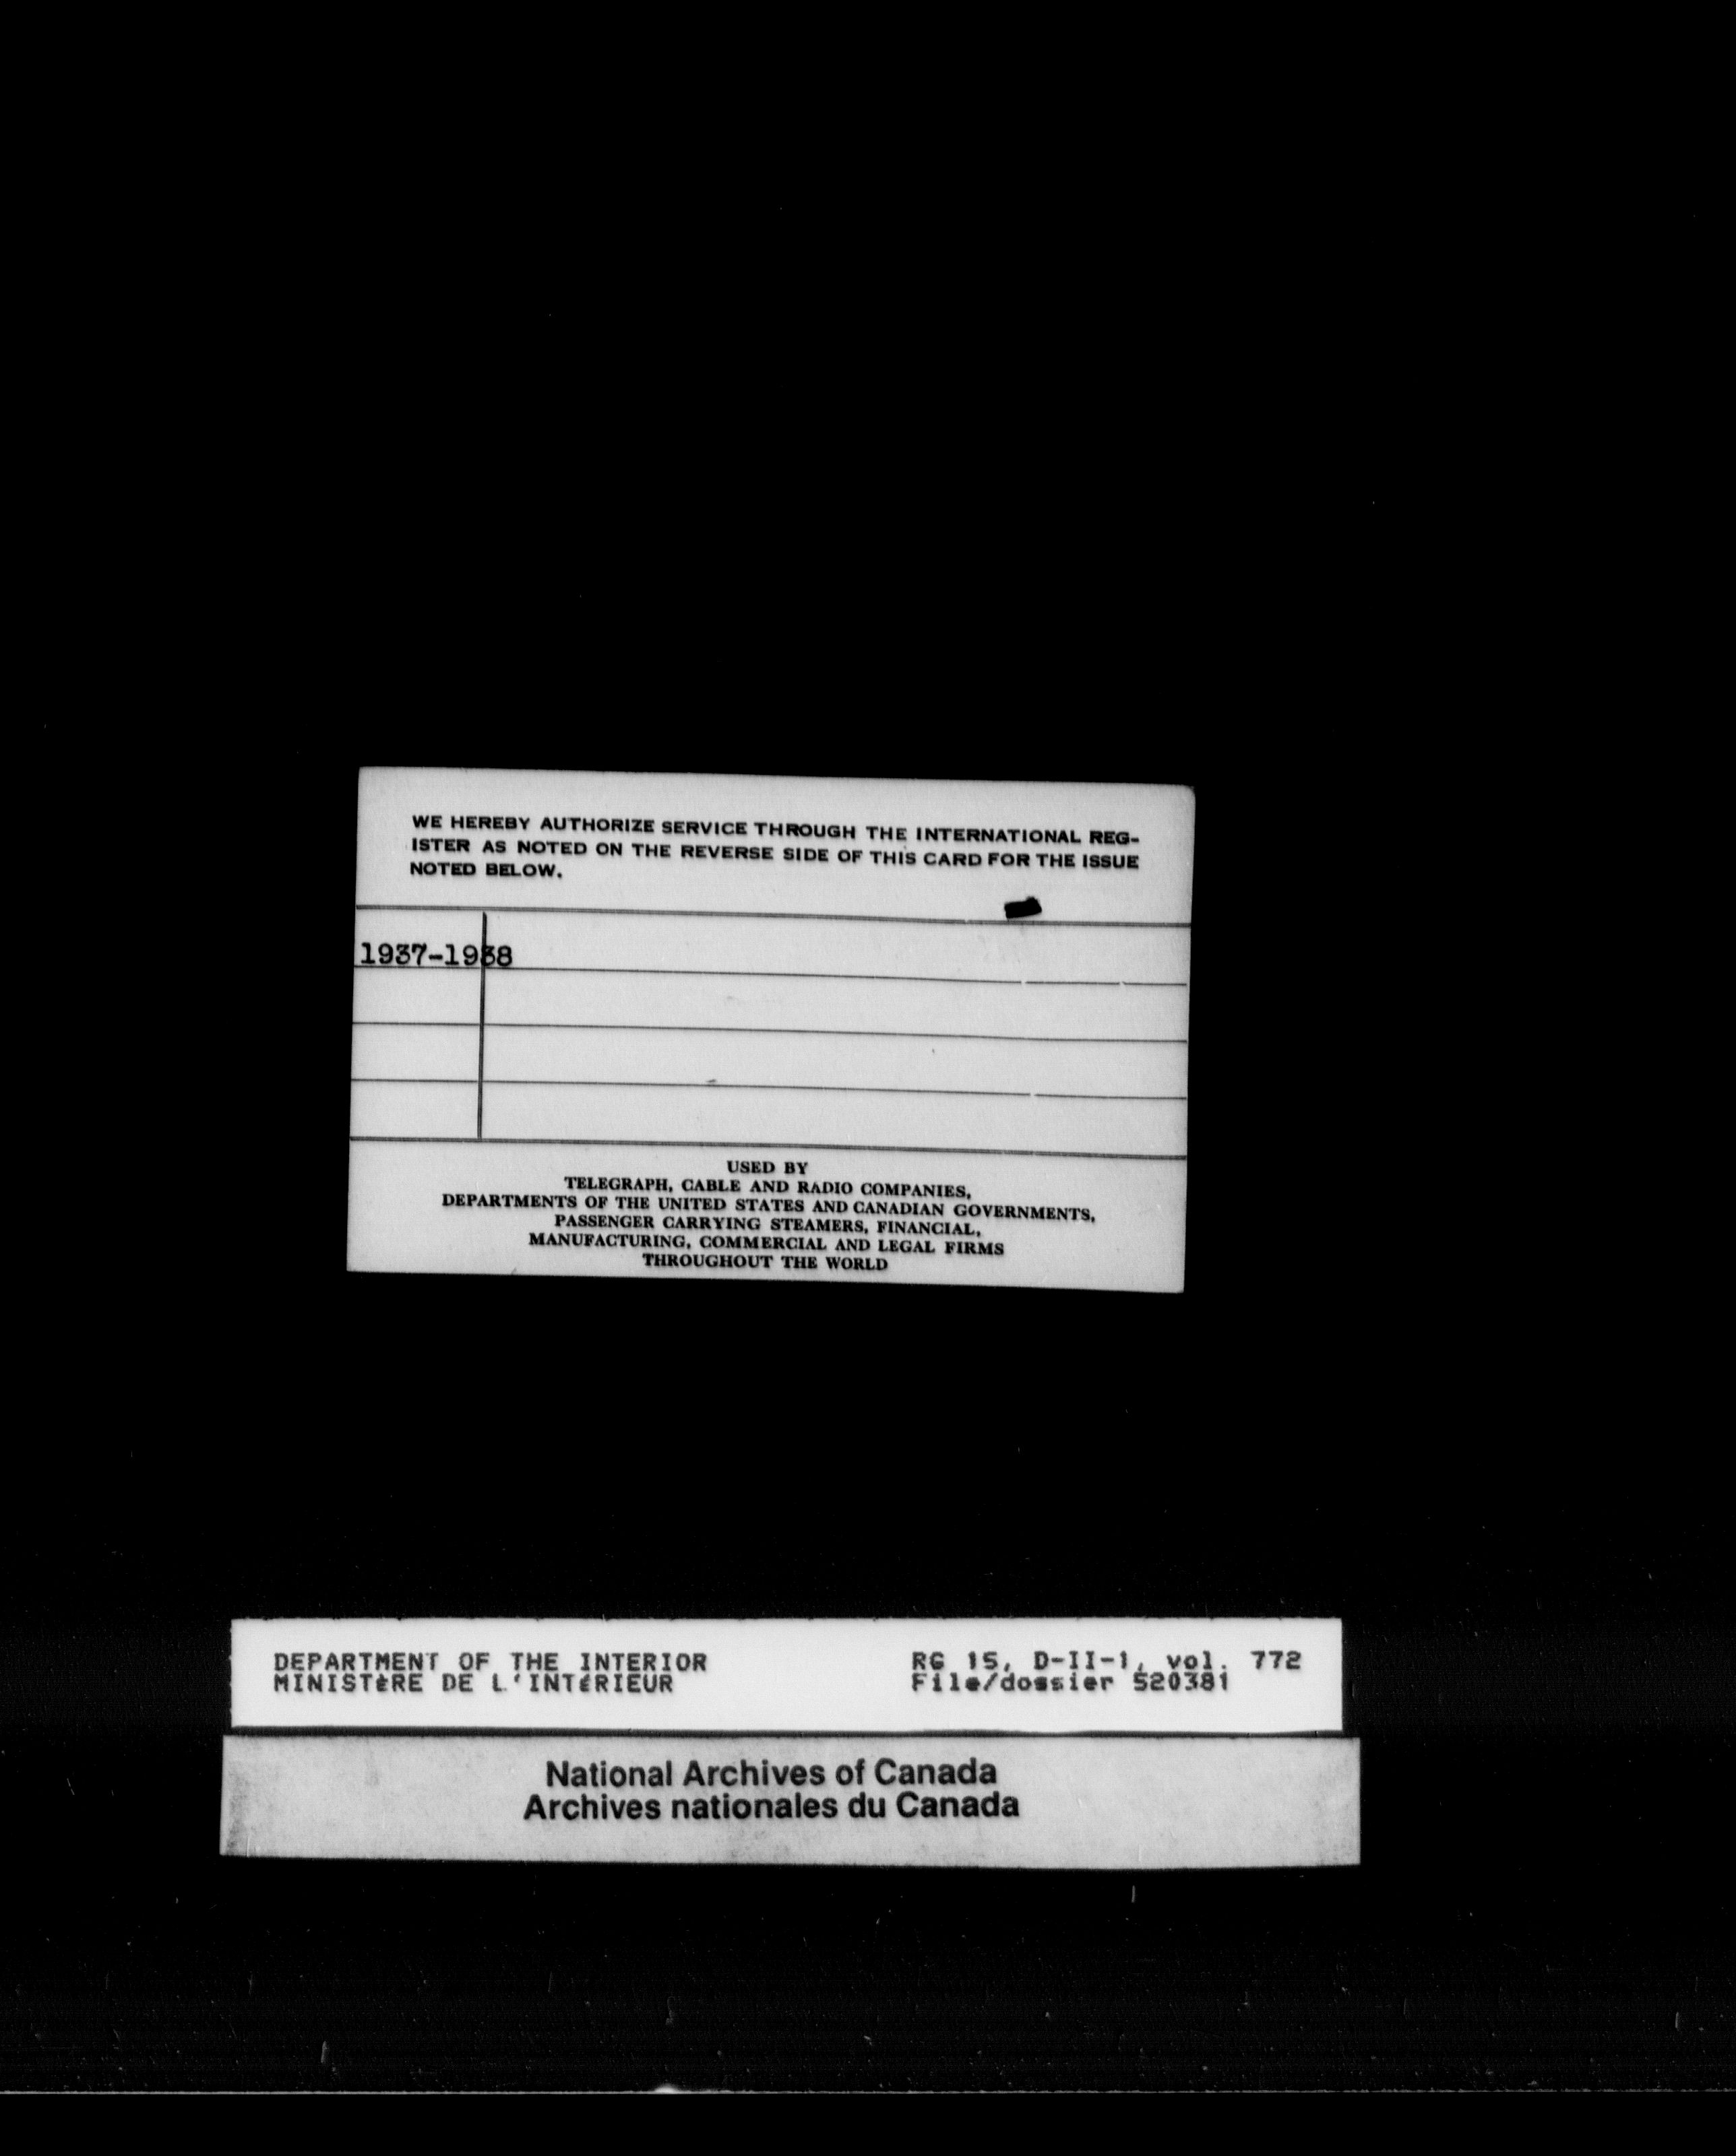 WE HEREBY AUTHORIZE SERVICE THROUGH THE INTERNATIONAL REG-
ISTER AS NOTED ON THE REVERSE SIDE OF THIS CARD FOR THE ISSUE
NOTED BELOW.
1937-1938
USED BY
TELEGRAPH, CABLE AND RADIO COMPANIES,
DEPARTMENTS OF THE UNITED STATES AND CANADIAN GOVERNMENTS,
PASSENGER CARRYING STEAMERS, FINANCIAL,
MANUFACTURING, COMMERCIAL AND LEGAL FIRMS
THROUGHOUT THE WORLD
DEPARTMENT OF THE INTERIOR RG 15, D-II-1, vol. 772
MINISTèRE DE L'INTéRIEUR File/dossier 520381
National Archives of Canada
Archives nationales du Canada